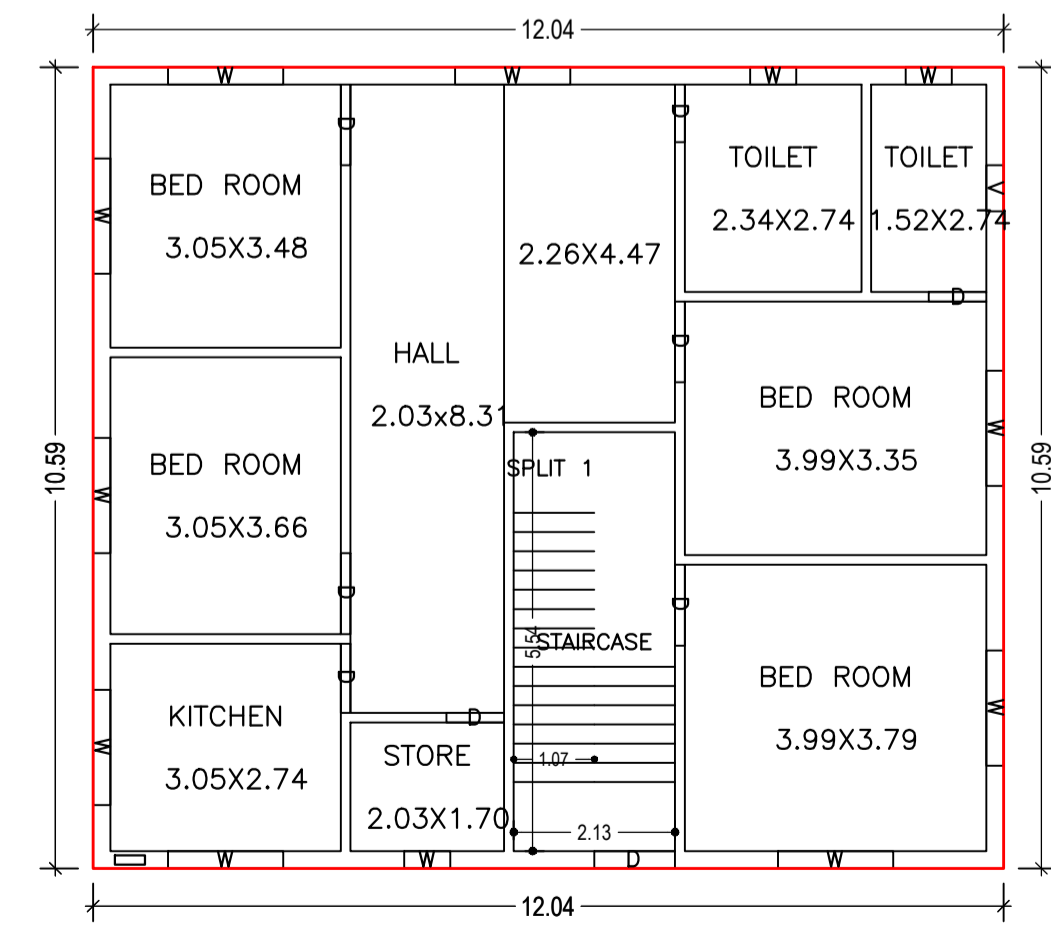 12.04
W
W
W
W
D
D
TOILET
TOILET
BED ROOM
V
2.34X2.74
1.52X2.74
W
3.05X3.48
2.26X4.47
D
D
HALL
BED ROOM
2.03x8.31
W
3.99X3.35
10.59
10.59
BED ROOM
SPLIT 1
W
3.05X3.66
D
D
5.54
STAIRCASE
D
BED ROOM
KITCHEN
D
W
STORE
3.99X3.79
W
1.07
3.05X2.74
2.03X1.70
2.13
W
W
D
W
12.04